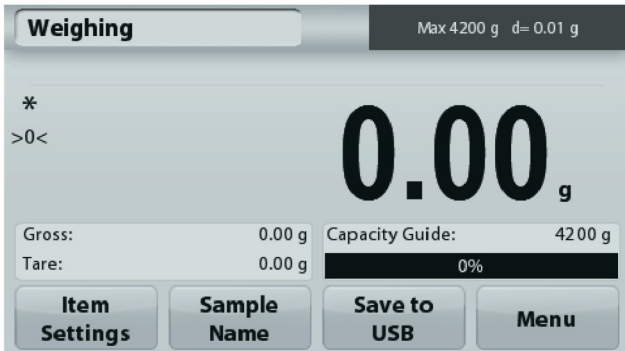 Weighing
Max 4200 g d= 0.01 g
*
>0<
0.00 g
Gross: 0.00 g
Tare: 0.00 g
Capacity Guide: 4200 g
0%
Item
Settings
Sample
Name
Save to
USB
Menu